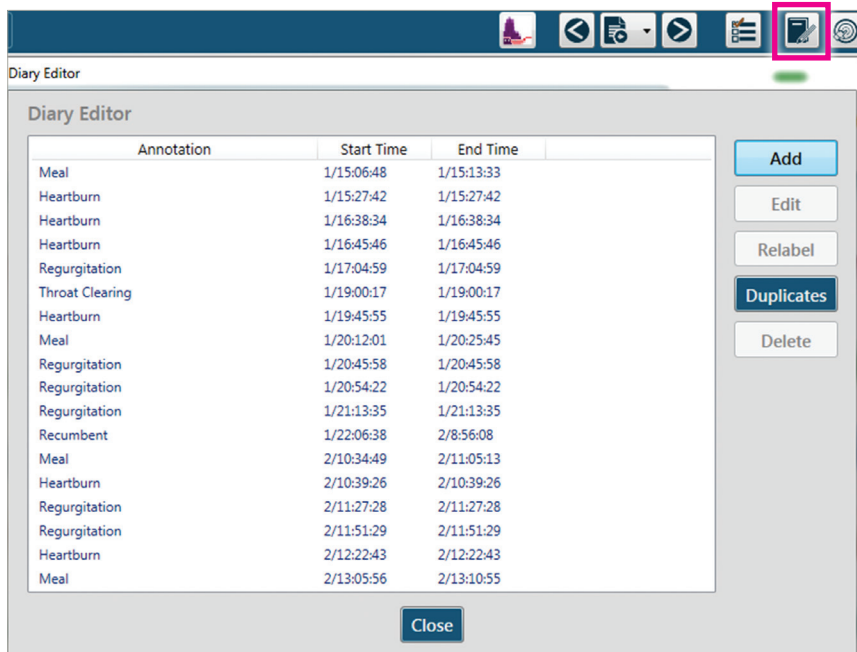 Diary Editor
Diary Editor
Annotation Start Time End Time
Meal 1/15:06:48 1/15:13:33
Heartburn 1/15:27:42 1/15:27:42
Heartburn 1/16:38:34 1/16:38:34
Heartburn 1/16:45:46 1/16:45:46
Regurgitation 1/17:04:59 1/17:04:59
Throat Clearing 1/19:00:17 1/19:00:17
Heartburn 1/19:45:55 1/19:45:55
Meal 1/20:12:01 1/20:25:45
Regurgitation 1/20:45:58 1/20:45:58
Regurgitation 1/20:54:22 1/20:54:22
Regurgitation 1/21:13:35 1/21:13:35
Recumbent 1/22:06:38 2/8:56:08
Meal 2/10:34:49 2/11:05:13
Heartburn 2/10:39:26 2/10:39:26
Regurgitation 2/11:27:28 2/11:27:28
Regurgitation 2/11:51:29 2/11:51:29
Heartburn 2/12:22:43 2/12:22:43
Meal 2/13:05:56 2/13:10:55
Add
Edit
Relabel
Duplicates
Delete
Close